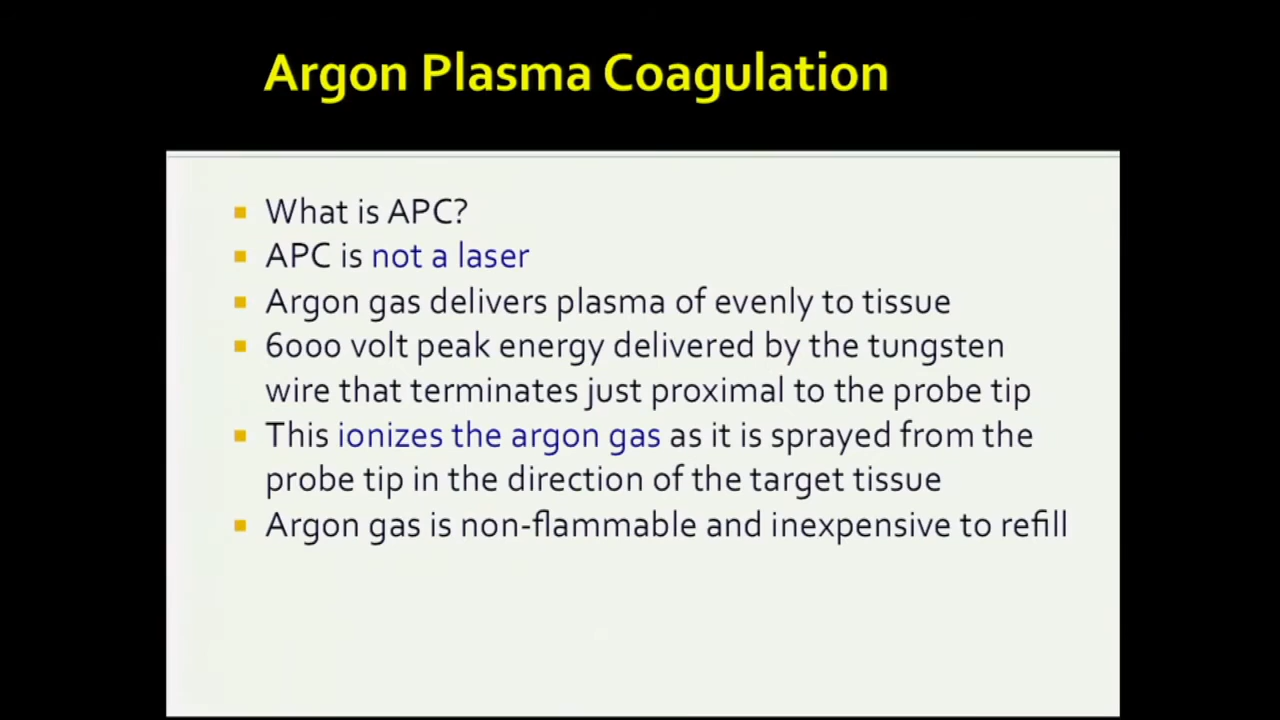 Argon Plasma Coagulation
What is APC?
APC is not a laser
Argon gas delivers plasma of evenly to tissue
6000 volt peak energy delivered by the tungsten
wire that terminates just proximal to the probe tip
This ionizes the argon gas as it is sprayed from the
probe tip in the direction of the target tissue
Argon gas is non-flammable and inexpensive to refill